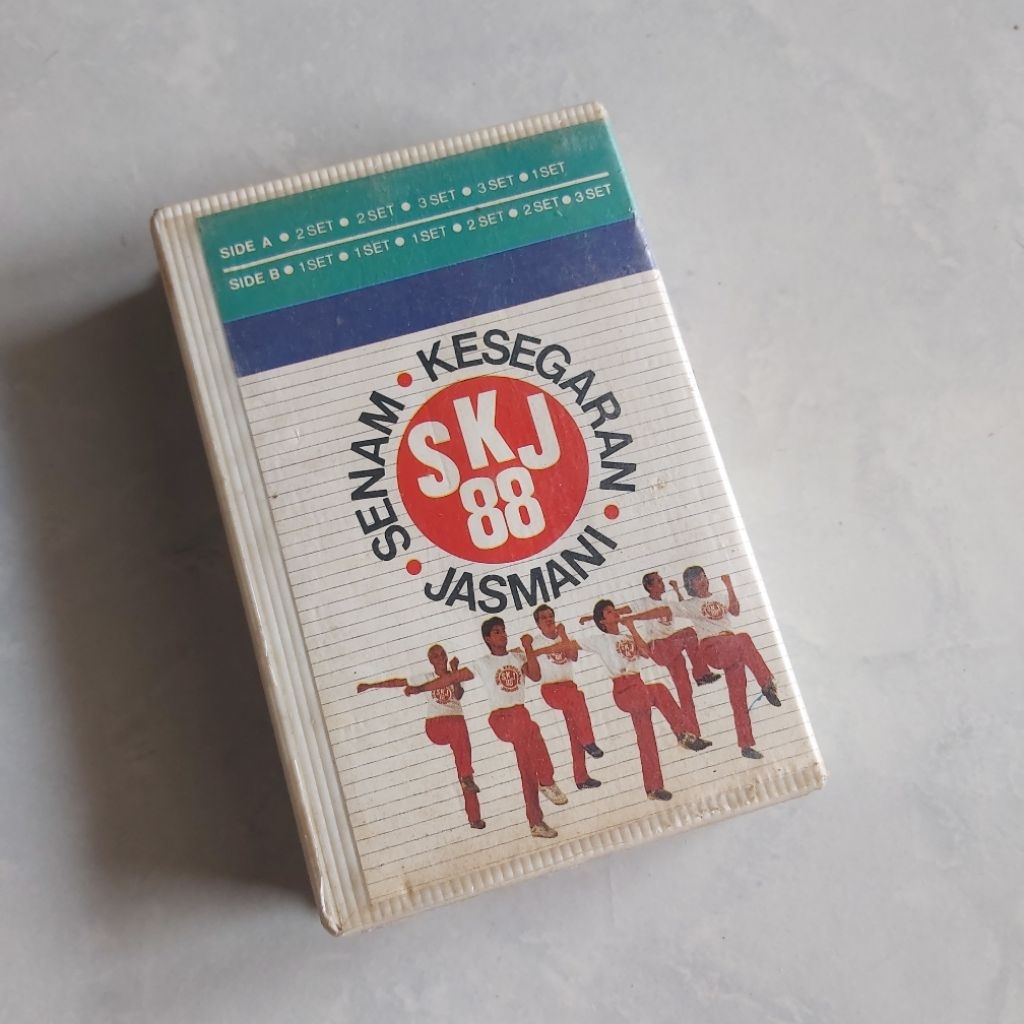 SIDE A ● 2 SET ● 2 SET ● 3 SET ● 3 SET ● 1 SET
SIDE B ● 1 SET ● 1 SET ● 1 SET ● 2 SET ● 2 SET ● 3 SET
SENAM • KESEGARAN • JASMANI •
SKJ
88